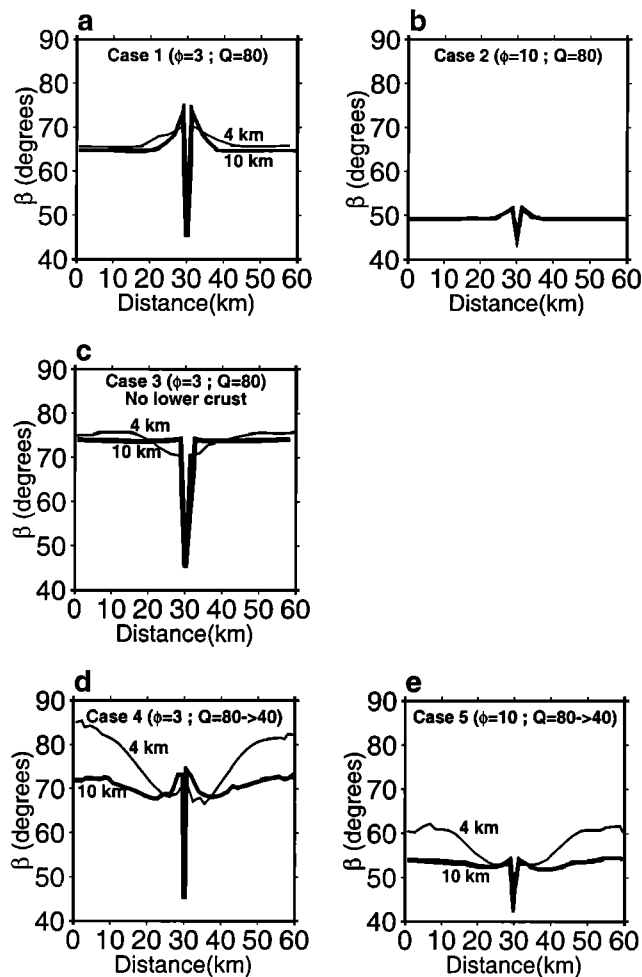 a
Case 1 (ϕ=3 ; Q=80)
4 km
10 km
β (degrees)
90
80
70
60
50
40
0 10 20 30 40 50 60
Distance(km)
b
Case 2 (ϕ=10 ; Q=80)
β (degrees)
90
80
70
60
50
40
0 10 20 30 40 50 60
Distance(km)
c
Case 3 (ϕ=3 ; Q=80)
No lower crust
4 km
10 km
β (degrees)
90
80
70
60
50
40
0 10 20 30 40 50 60
Distance(km)
d
Case 4 (ϕ=3 ; Q=80->40)
4 km
10 km
β (degrees)
90
80
70
60
50
40
0 10 20 30 40 50 60
Distance(km)
e
Case 5 (ϕ=10 ; Q=80->40)
4 km
10 km
β (degrees)
90
80
70
60
50
40
0 10 20 30 40 50 60
Distance(km)